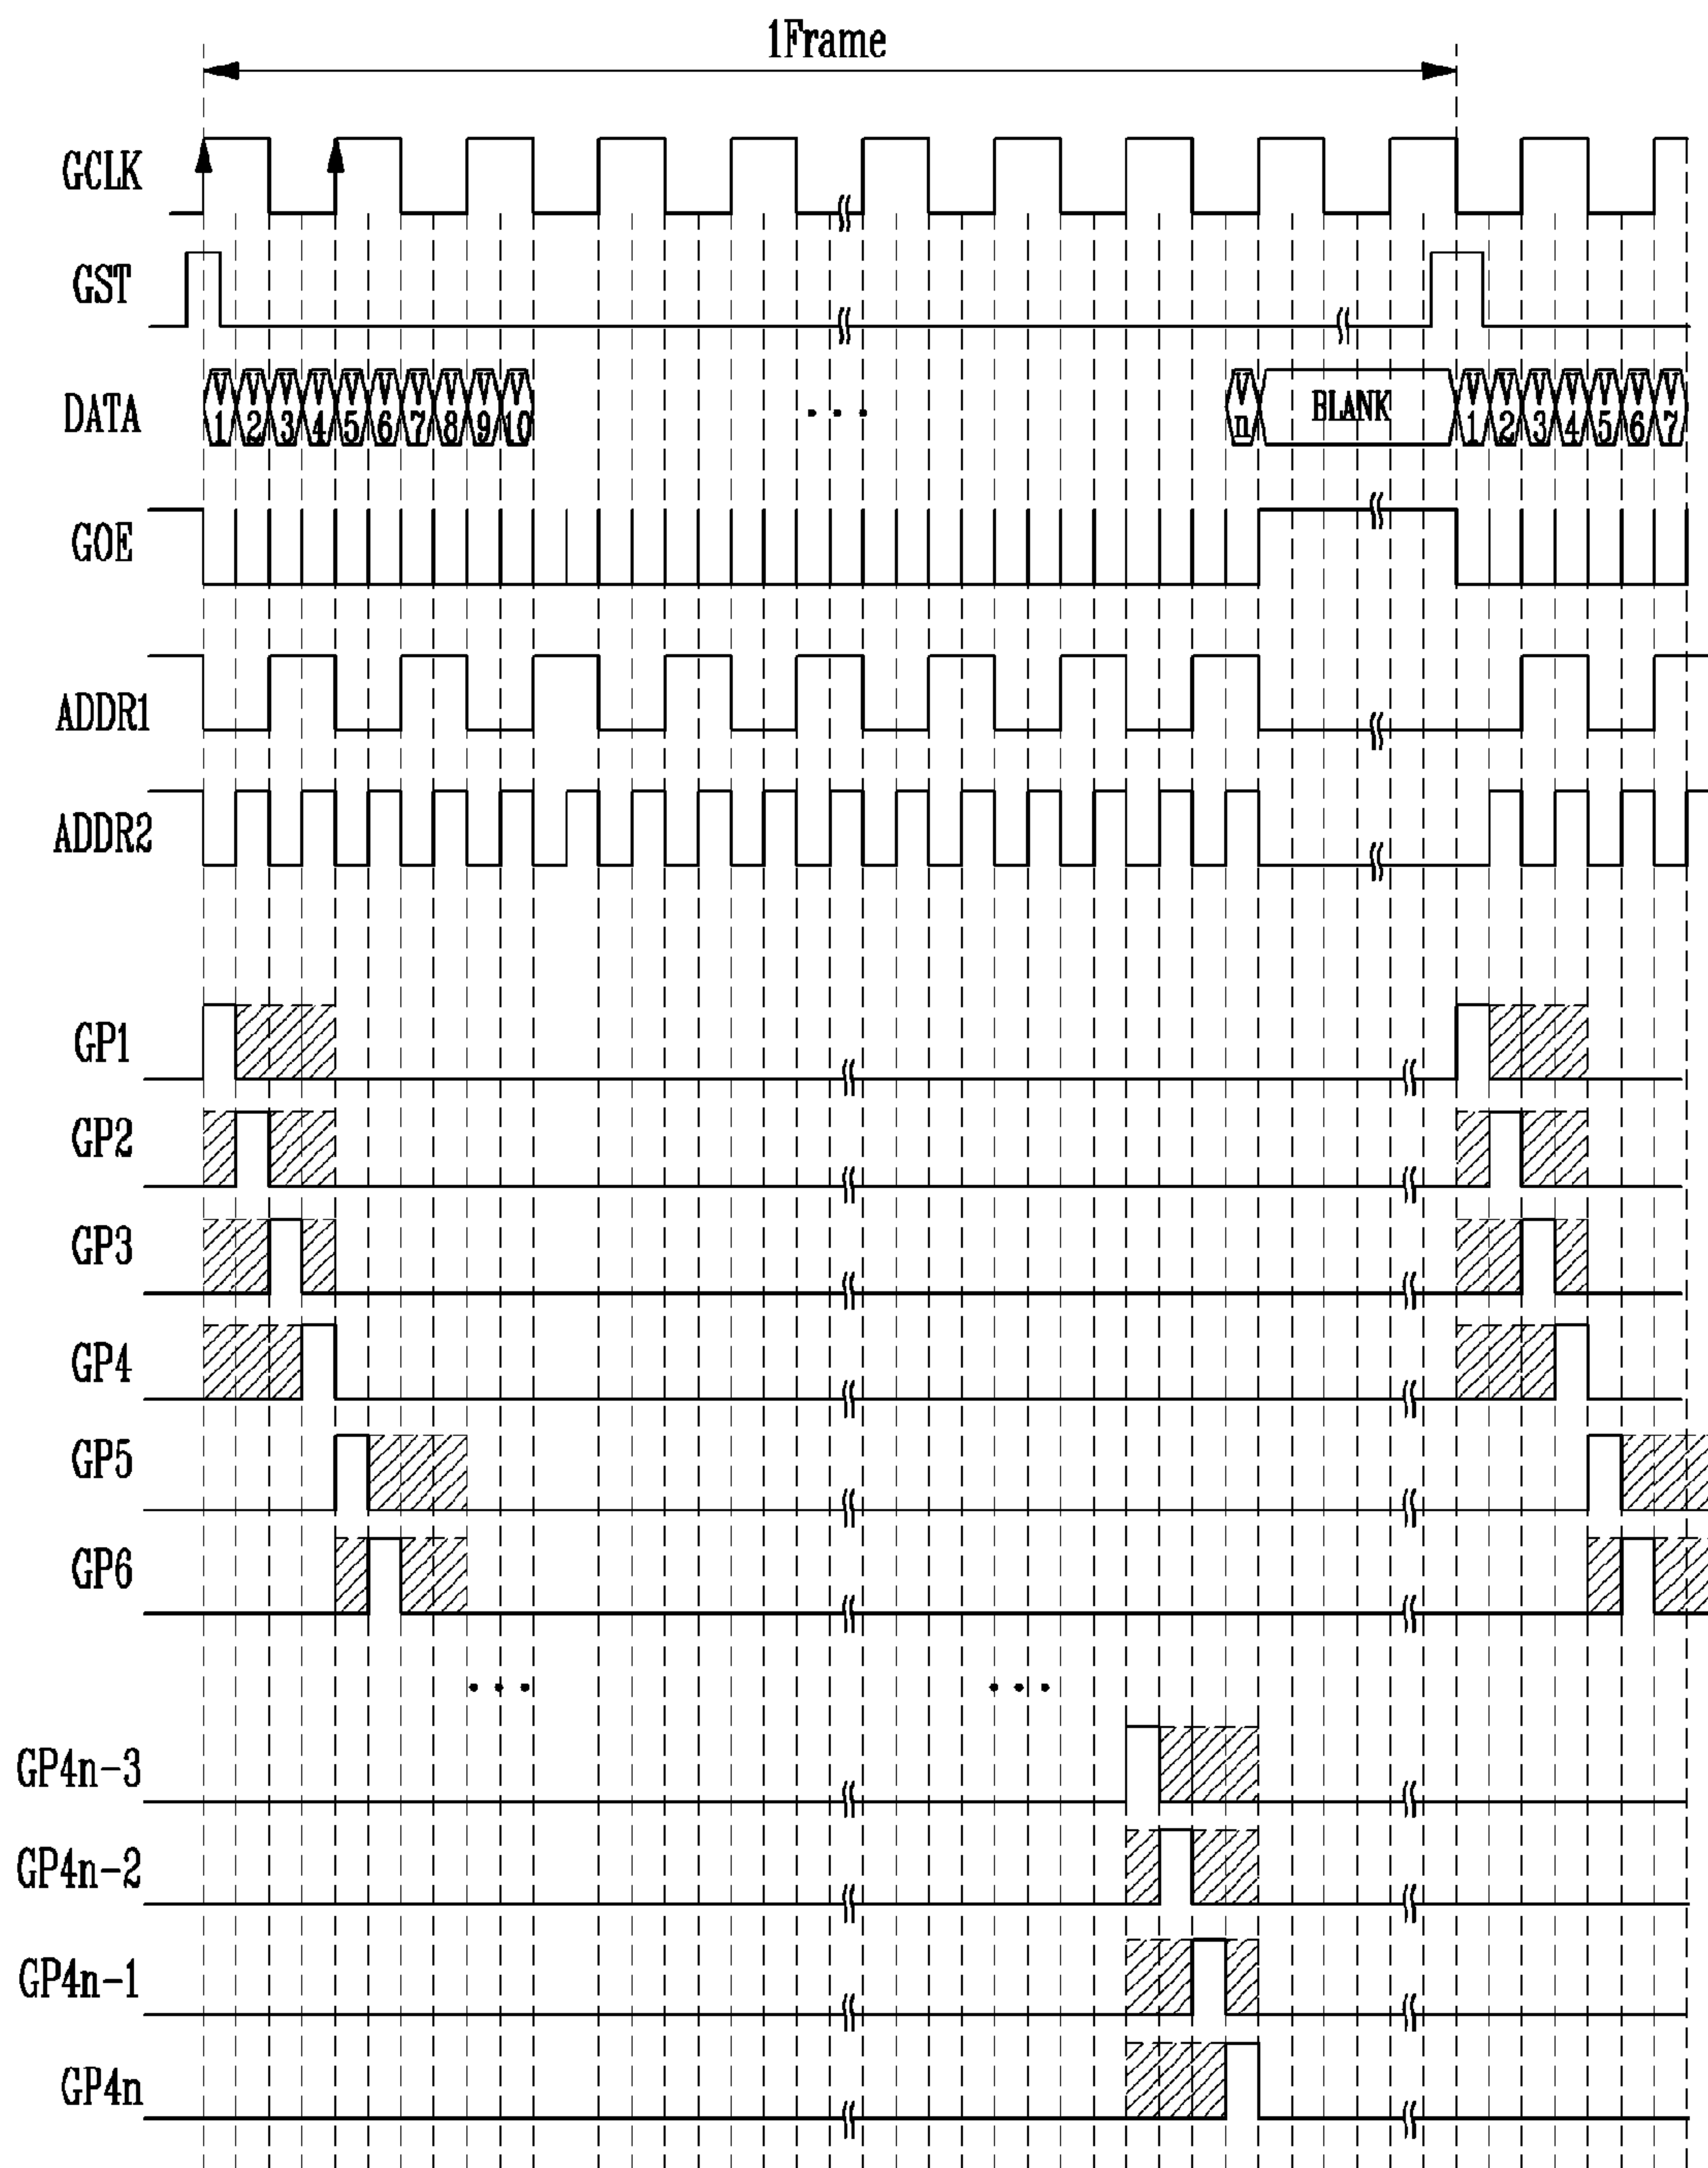 1Frame
GCLK
GST
DATA
V1 V2 V3 V4 V5 V6 V7 V8 V9 V10 ... Vn BLANK V1 V2 V3 V4 V5 V6 V7
GOE
ADDR1
ADDR2
GP1
GP2
GP3
GP4
GP5
GP6
... ...
GP4n-3
GP4n-2
GP4n-1
GP4n